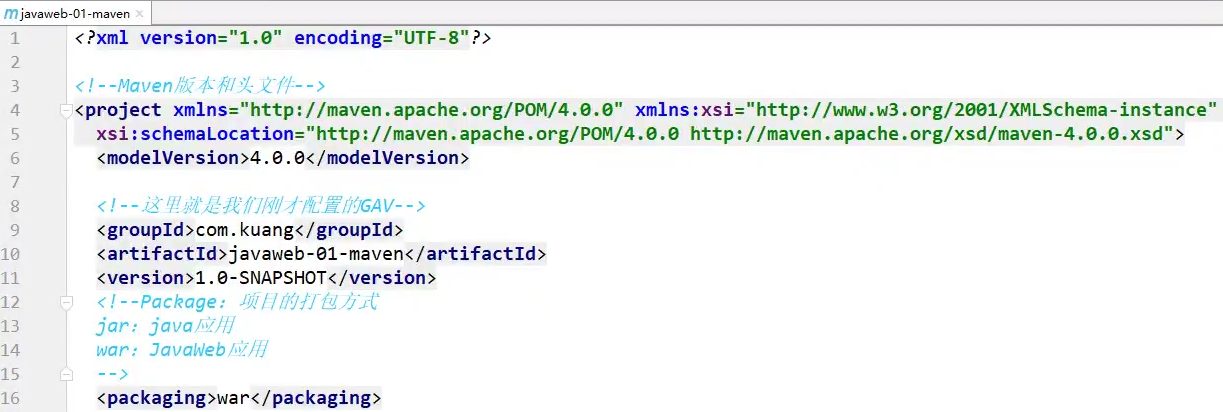 javaweb-01-maven ×
1 <?xml version="1.0" encoding="UTF-8"?>
2
3 <!--Maven版本和头文件-->
4 <project xmlns="http://maven.apache.org/POM/4.0.0" xmlns:xsi="http://www.w3.org/2001/XMLSchema-instance"
5 xsi:schemaLocation="http://maven.apache.org/POM/4.0.0 http://maven.apache.org/xsd/maven-4.0.0.xsd">
6 <modelVersion>4.0.0</modelVersion>
7
8 <!--这里就是我们刚才配置的GAV-->
9 <groupId>com.kuang</groupId>
10 <artifactId>javaweb-01-maven</artifactId>
11 <version>1.0-SNAPSHOT</version>
12 <!--Package: 项目的打包方式
13 jar: java应用
14 war: JavaWeb应用
15 -->
16 <packaging>war</packaging>